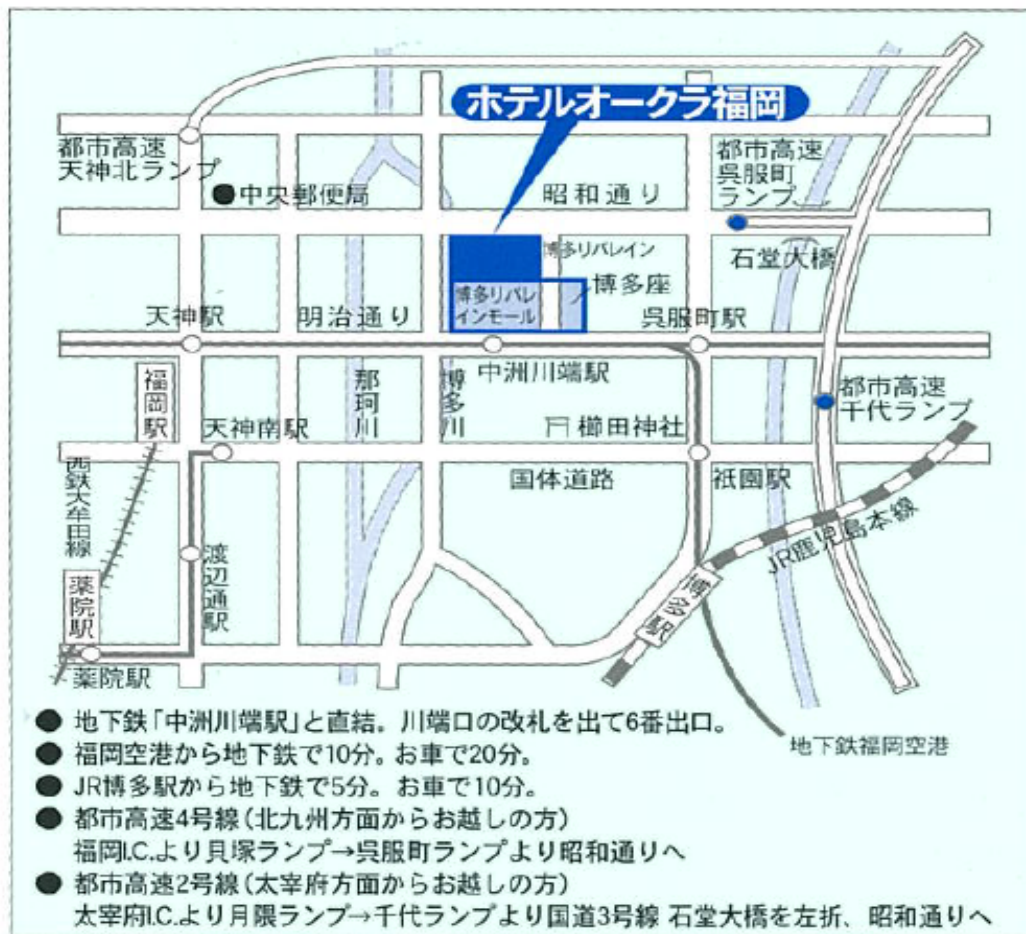 ホテルオークラ福岡
都市高速
天神北ランプ
都市高速
呉服町
ランプ
●中央郵便局
昭和通り
石堂大橋
博多リバレイン
博多座
博多リバレ
インモール
天神駅
明治通り
呉服町駅
中洲川端駅
福岡駅
那珂川
博多川
都市高速
千代ランプ
天神南駅
櫛田神社
西鉄大牟田線
国体道路
祇園駅
JR鹿児島本線
渡辺通駅
薬院駅
博多駅
薬院駅
地下鉄福岡空港
● 地下鉄「中洲川端駅」と直結。川端口の改札を出て6番出口。
● 福岡空港から地下鉄で10分。お車で20分。
● JR博多駅から地下鉄で5分。お車で10分。
● 都市高速4号線(北九州方面からお越しの方)
福岡I.C.より貝塚ランプ→呉服町ランプより昭和通りへ
● 都市高速2号線(太宰府方面からお越しの方)
太宰府I.C.より月隈ランプ→千代ランプより国道3号線 石堂大橋を左折、昭和通りへ